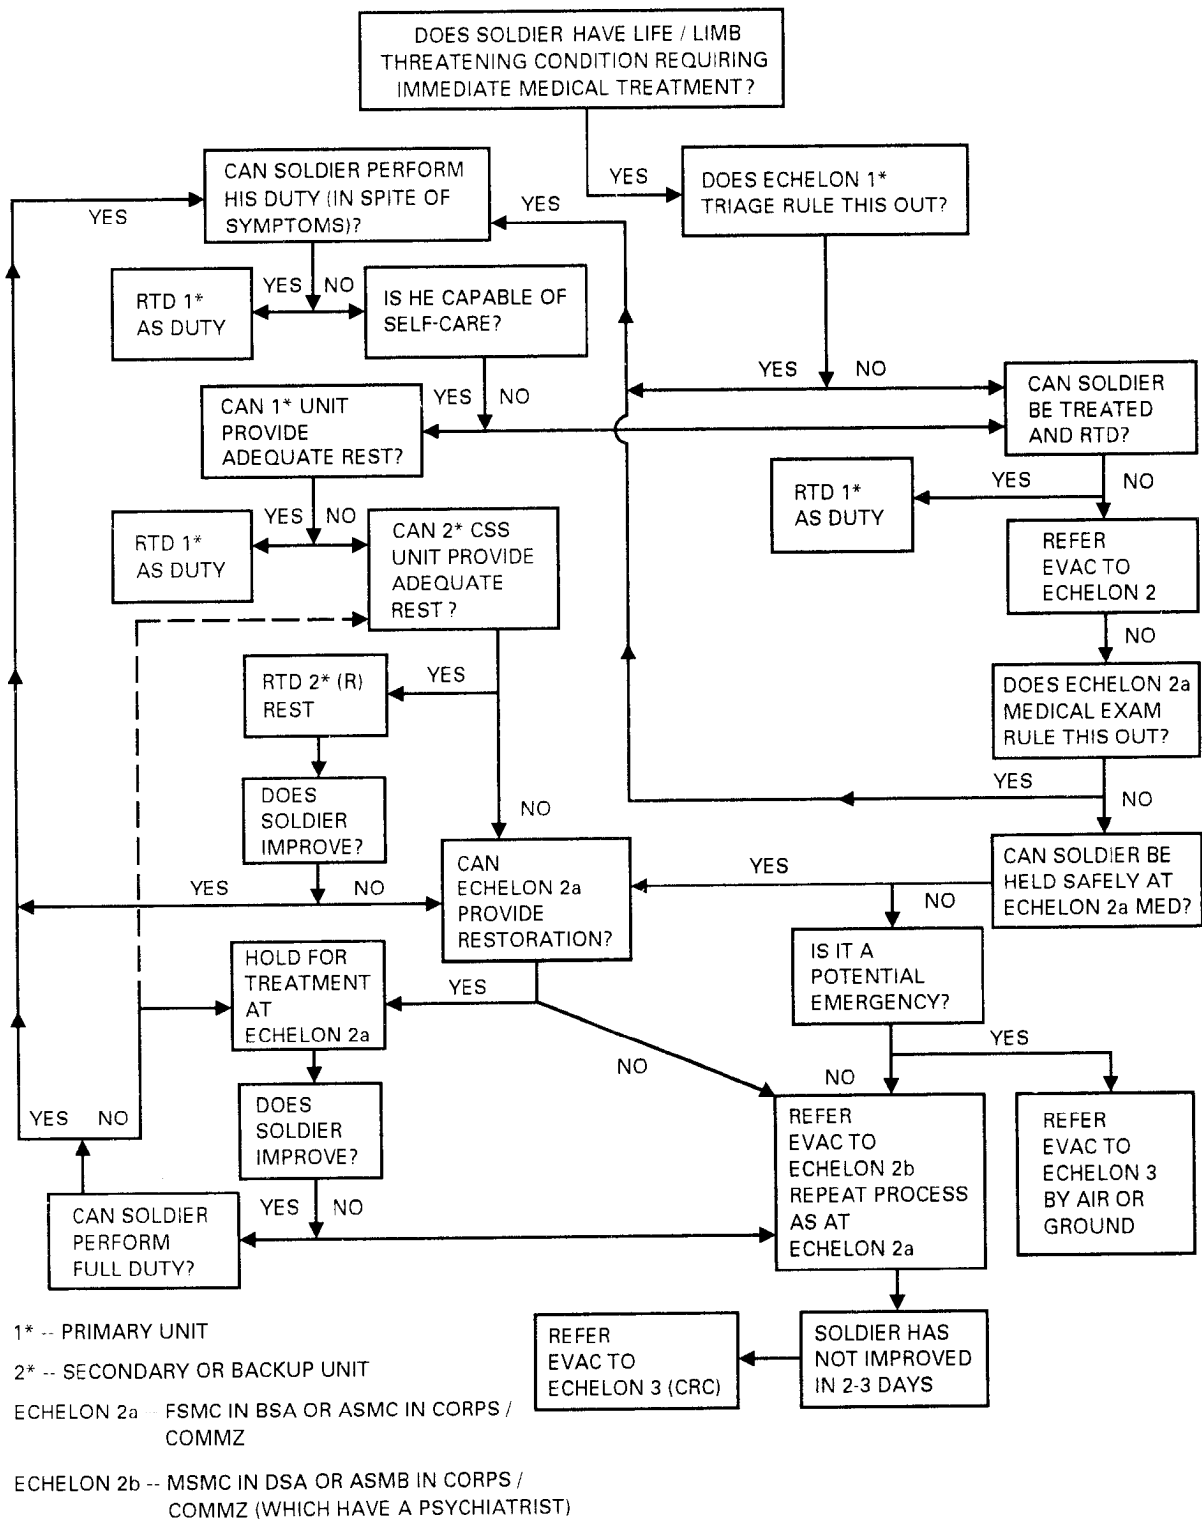 DOES SOLDIER HAVE LIFE / LIMB
THREATENING CONDITION REQUIRING
IMMEDIATE MEDICAL TREATMENT?
YES
DOES ECHELON 1*
TRIAGE RULE THIS OUT?
CAN SOLDIER PERFORM
HIS DUTY (IN SPITE OF
SYMPTOMS)?
YES
YES
YES NO
RTD 1*
AS DUTY
IS HE CAPABLE OF
SELF-CARE?
YES NO
YES NO
CAN SOLDIER
BE TREATED
AND RTD?
CAN 1* UNIT
PROVIDE
ADEQUATE REST?
YES NO
RTD 1*
AS DUTY
YES NO
RTD 1*
AS DUTY
CAN 2* CSS
UNIT PROVIDE
ADEQUATE
REST?
REFER
EVAC TO
ECHELON 2
NO
YES
RTD 2* (R)
REST
DOES ECHELON 2a
MEDICAL EXAM
RULE THIS OUT?
YES NO
DOES
SOLDIER
IMPROVE?
NO
YES NO
CAN
ECHELON 2a
PROVIDE
RESTORATION?
YES
NO
CAN SOLDIER BE
HELD SAFELY AT
ECHELON 2a MED?
IS IT A
POTENTIAL
EMERGENCY?
HOLD FOR
TREATMENT
AT
ECHELON 2a
YES
NO
NO
YES
DOES
SOLDIER
IMPROVE?
YES NO
YES NO
CAN SOLDIER
PERFORM
FULL DUTY?
REFER
EVAC TO
ECHELON 2b
REPEAT PROCESS
AS AT
ECHELON 2a
REFER
EVAC TO
ECHELON 3
BY AIR OR
GROUND
SOLDIER HAS
NOT IMPROVED
IN 2-3 DAYS
REFER
EVAC TO
ECHELON 3 (CRC)
1* -- PRIMARY UNIT
2* -- SECONDARY OR BACKUP UNIT
ECHELON 2a -- FSMC IN BSA OR ASMC IN CORPS /
COMMZ
ECHELON 2b -- MSMC IN DSA OR ASMB IN CORPS /
COMMZ (WHICH HAVE A PSYCHIATRIST)